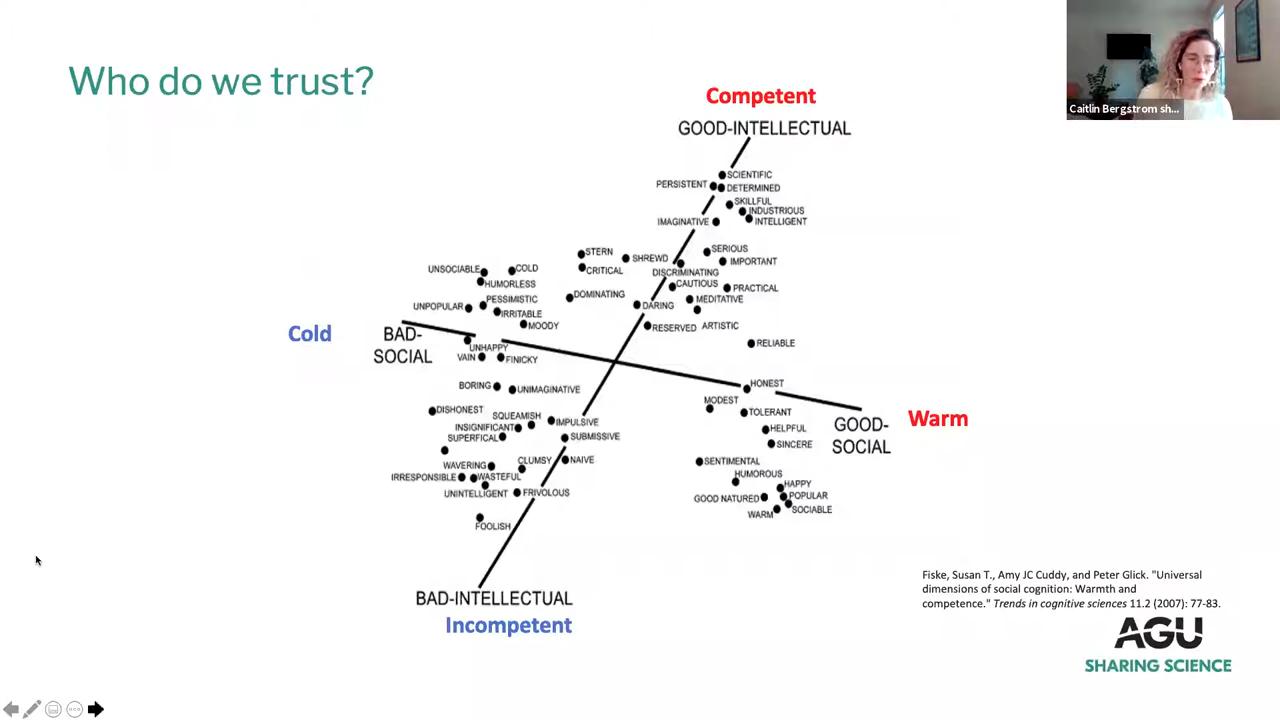 Who do we trust?
Caitlin Bergstrom sh...
Competent
GOOD-INTELLECTUAL
SCIENTIFIC
PERSISTENT
DETERMINED
SKILLFUL
INDUSTRIOUS
IMAGINATIVE
INTELLIGENT
STERN
SHREWD
SERIOUS
IMPORTANT
UNSOCIABLE
COLD
CRITICAL
DISCRIMINATING
HUMORLESS
CAUTIOUS
PRACTICAL
DOMINATING
PESSIMISTIC
MEDITATIVE
UNPOPULAR
DARING
IRRITABLE
MOODY
RESERVED
ARTISTIC
Cold
BAD-
SOCIAL
RELIABLE
UNHAPPY
VAIN
FINICKY
BORING
UNIMAGINATIVE
HONEST
MODEST
DISHONEST
TOLERANT
SQUEAMISH
IMPULSIVE
INSIGNIFICANT
HELPFUL
SUPERFICAL
SUBMISSIVE
SINCERE
GOOD-
SOCIAL
Warm
WAVERING
CLUMSY
NAIVE
SENTIMENTAL
IRRESPONSIBLE
WASTEFUL
HUMOROUS
HAPPY
UNINTELLIGENT
FRIVOLOUS
GOOD NATURED
POPULAR
SOCIABLE
WARM
FOOLISH
BAD-INTELLECTUAL
Incompetent
Fiske, Susan T., Amy JC Cuddy, and Peter Glick. "Universal
dimensions of social cognition: Warmth and
competence." Trends in cognitive sciences 11.2 (2007): 77-83.
AGU
SHARING SCIENCE